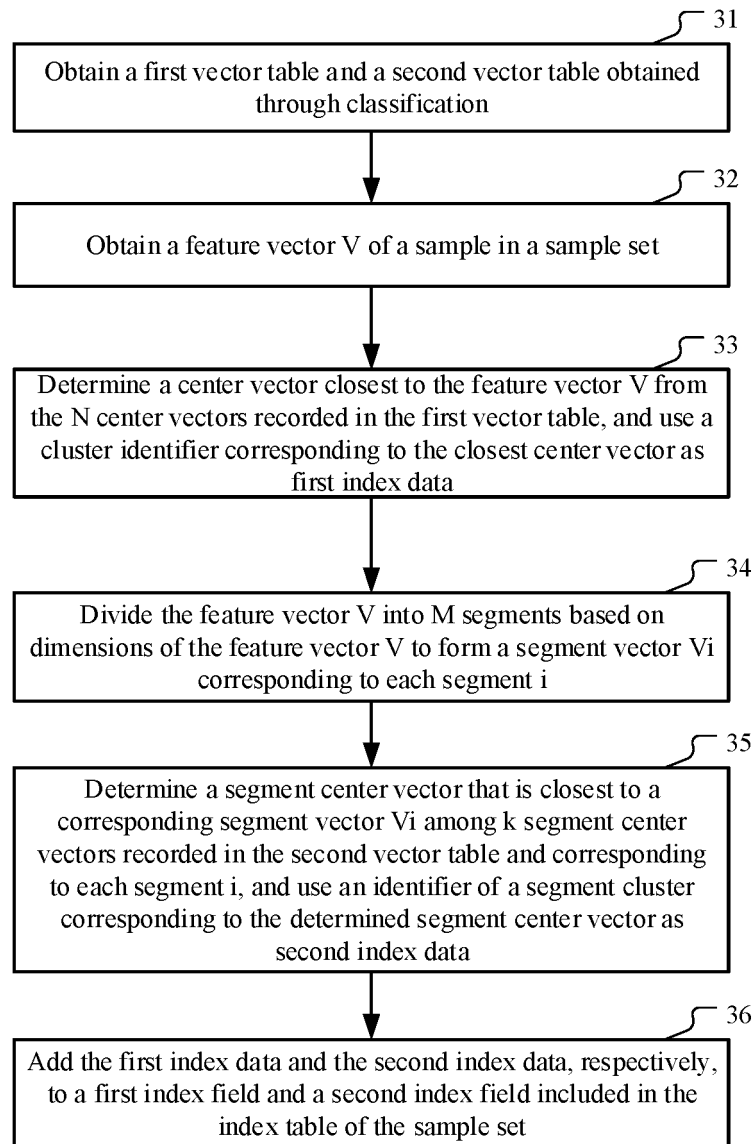 31
Obtain a first vector table and a second vector table obtained
through classification
32
Obtain a feature vector V of a sample in a sample set
33
Determine a center vector closest to the feature vector V from
the N center vectors recorded in the first vector table, and use a
cluster identifier corresponding to the closest center vector as
first index data
34
Divide the feature vector V into M segments based on
dimensions of the feature vector V to form a segment vector Vi
corresponding to each segment i
35
Determine a segment center vector that is closest to a
corresponding segment vector Vi among k segment center
vectors recorded in the second vector table and corresponding
to each segment i, and use an identifier of a segment cluster
corresponding to the determined segment center vector as
second index data
36
Add the first index data and the second index data, respectively,
to a first index field and a second index field included in the
index table of the sample set